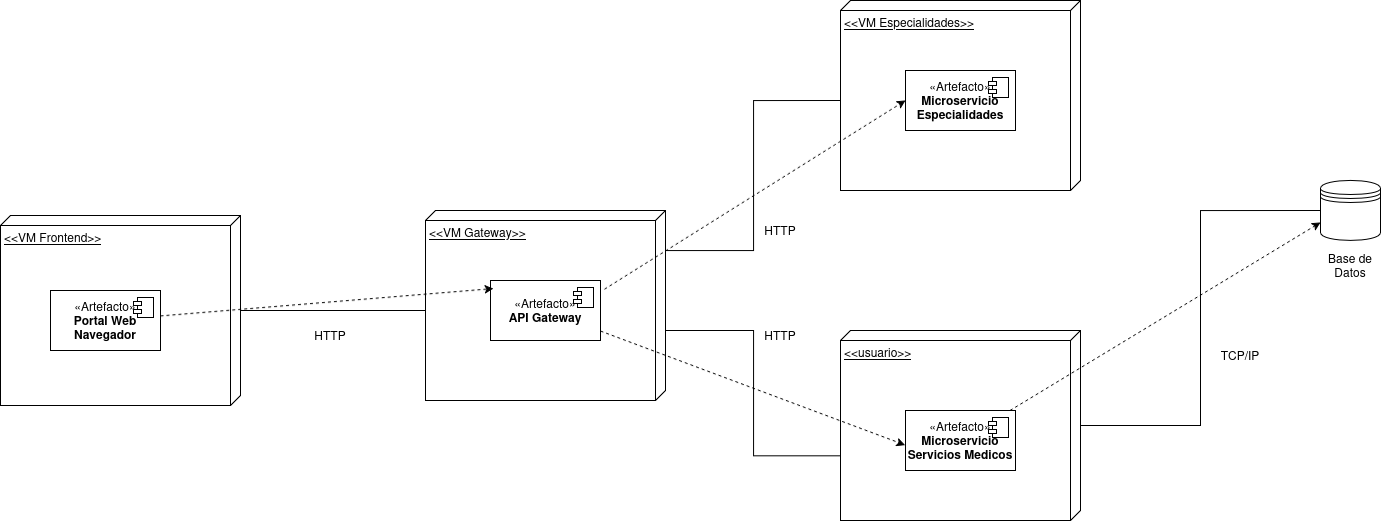 <<VM Especialidades>>
«Artefacto»
Microservicio
Especialidades
HTTP
<<VM Frontend>>
«Artefacto»
Portal Web
Navegador
HTTP
<<VM Gateway>>
«Artefacto»
API Gateway
HTTP
<<usuario>>
«Artefacto»
Microservicio
Servicios Medicos
Base de
Datos
TCP/IP